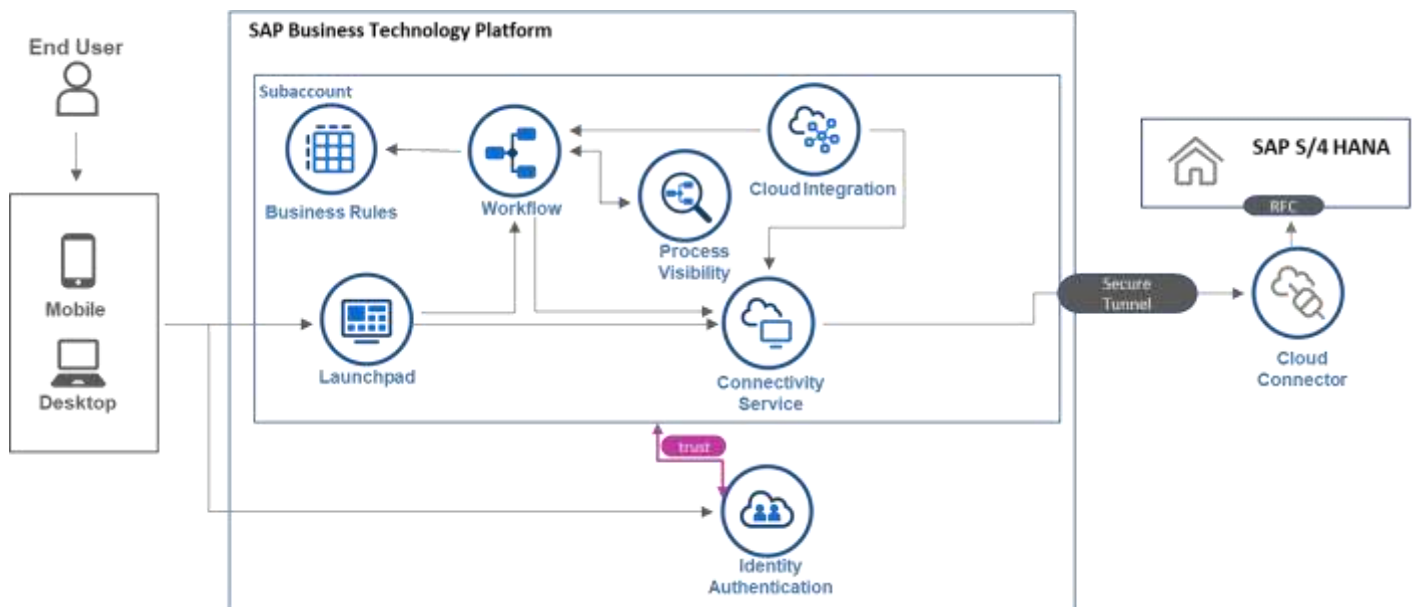 SAP Business Technology Platform
End User
Subaccount
SAP S/4 HANA
Cloud Integration
Business Rules
Workflow
RFC
Process
Visibility
Secure
Tunnel
Mobile
Launchpad
Connectivity
Service
Cloud
Connector
Desktop
trust
Identity
Authentication